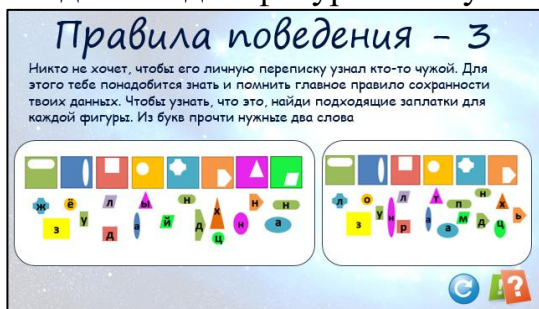 Правила поведения - 3
Никто не хочет, чтобы его личную переписку узнал кто-то чужой. Для
этого тебе понадобится знать и помнить главное правило сохранности
твоих данных. Чтобы узнать, что это, найди подходящие заплатки для
каждой фигуры. Из букв прочти нужные два слова
ж ё л ы н н н
з у д а й д х ц н а
л о л т п н х
з у н р а а м д ц ь
!?